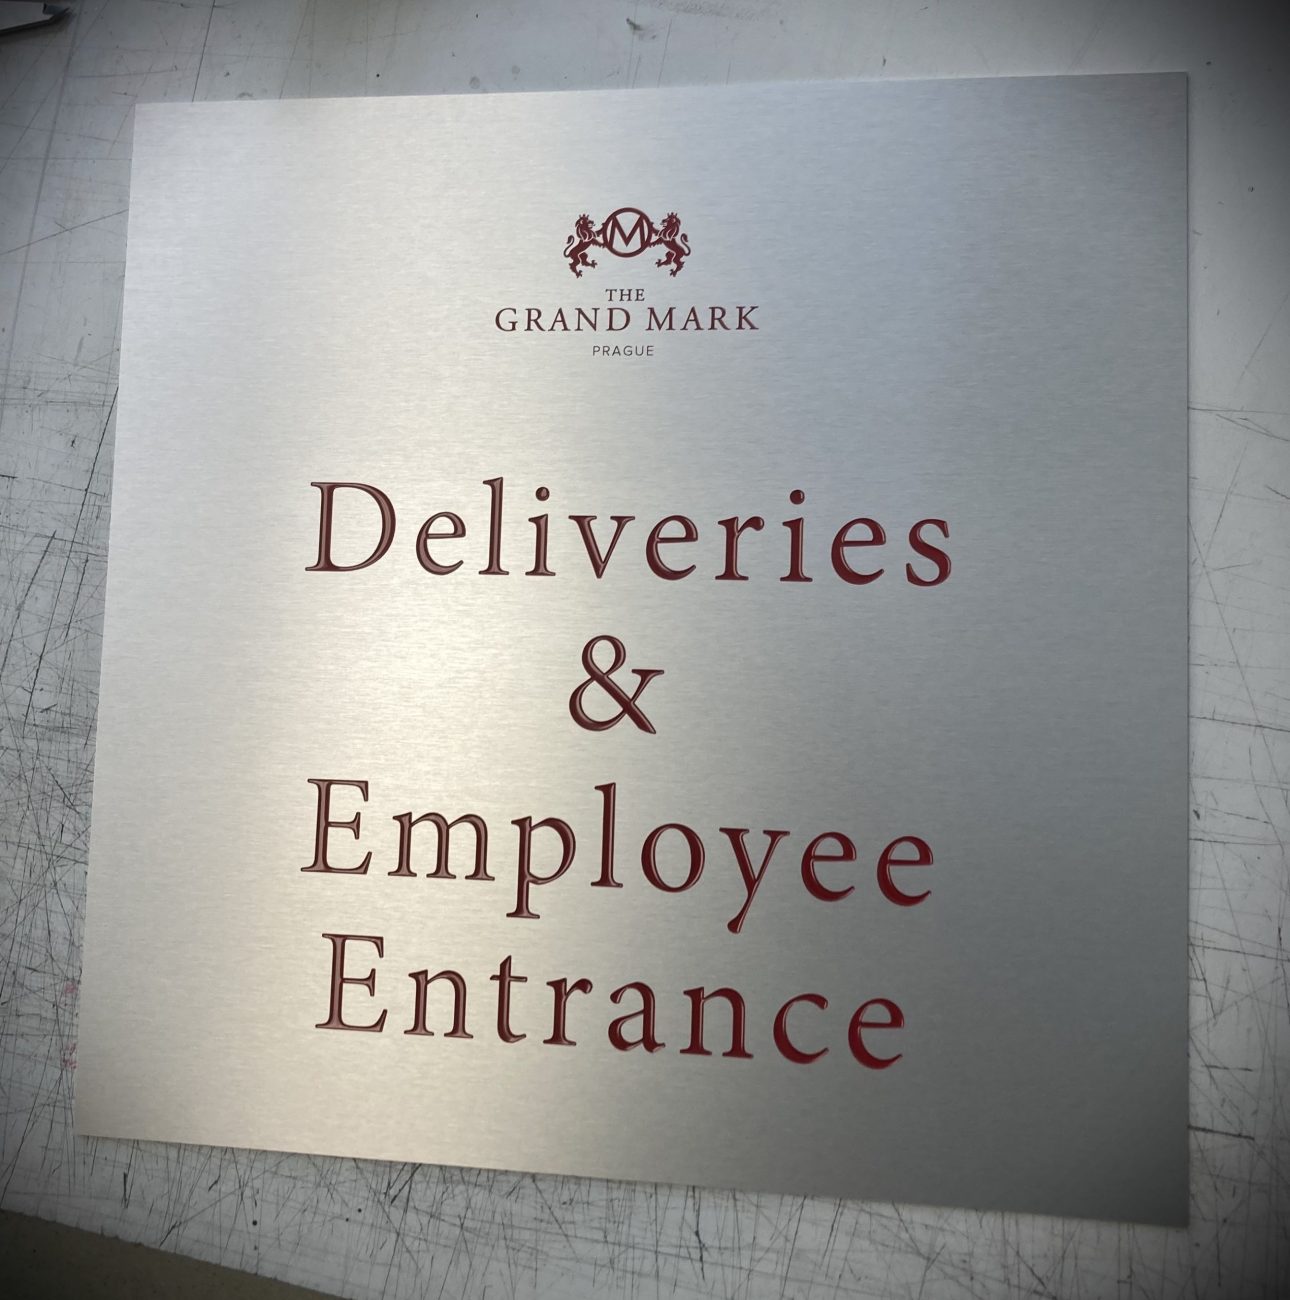 M
THE
GRAND MARK
PRAGUE
Deliveries
&
Employee
Entrance